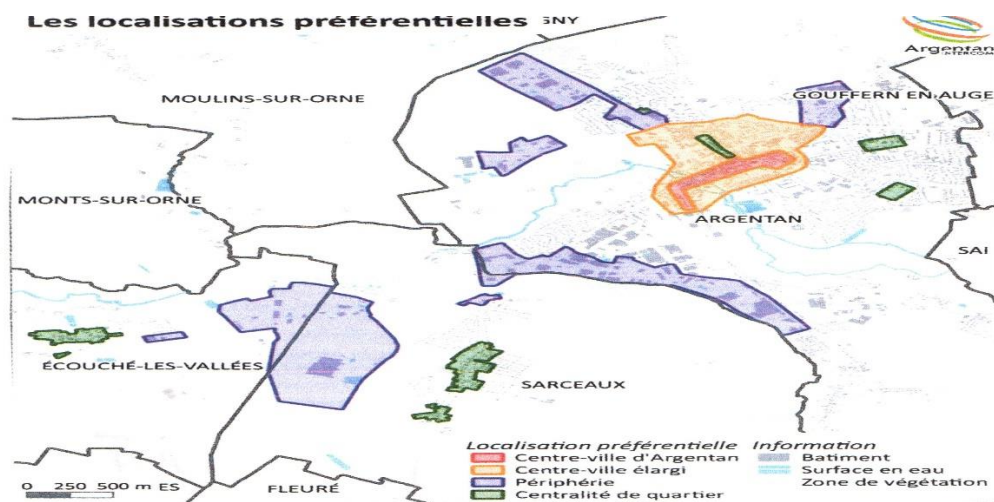 Les localisations préférentielles
GNY
Argentan
INTERCOM
MOULINS-SUR-ORNE
GOUFFERN EN AUGE
MONTS-SUR-ORNE
ARGENTAN
SAI
ÉCOUCHÉ-LES-VALLÉES
SARCEAUX
Localisation préférentielle
Centre-ville d'Argentan
Centre-ville élargi
Périphérie
Centralité de quartier
Information
Batiment
Surface en eau
Zone de végétation
0 250 500 m
ES
FLEURÉ